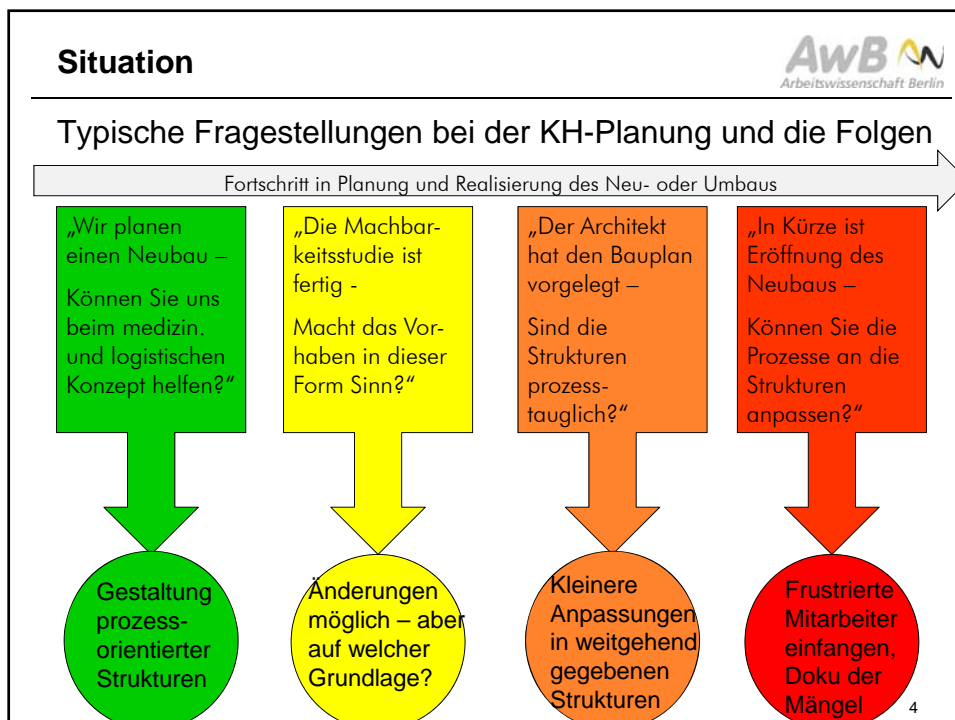 Situation
AwB
Arbeitswissenschaft Berlin
Typische Fragestellungen bei der KH-Planung und die Folgen
Fortschritt in Planung und Realisierung des Neu- oder Umbaus
„Wir planen
einen Neubau –
Können Sie uns
beim medizin.
und logistischen
Konzept helfen?“
„Die Machbar-
keitsstudie ist
fertig -
Macht das Vor-
haben in dieser
Form Sinn?“
„Der Architekt
hat den Bauplan
vorgelegt –
Sind die
Strukturen
prozess-
tauglich?“
„In Kürze ist
Eröffnung des
Neubaus –
Können Sie die
Prozesse an die
Strukturen
anpassen?“
Gestaltung
prozess-
orientierter
Strukturen
Änderungen
möglich – aber
auf welcher
Grundlage?
Kleinere
Anpassungen
in weitgehend
gegebenen
Strukturen
Frustrierte
Mitarbeiter
einfangen,
Doku der
Mängel
4